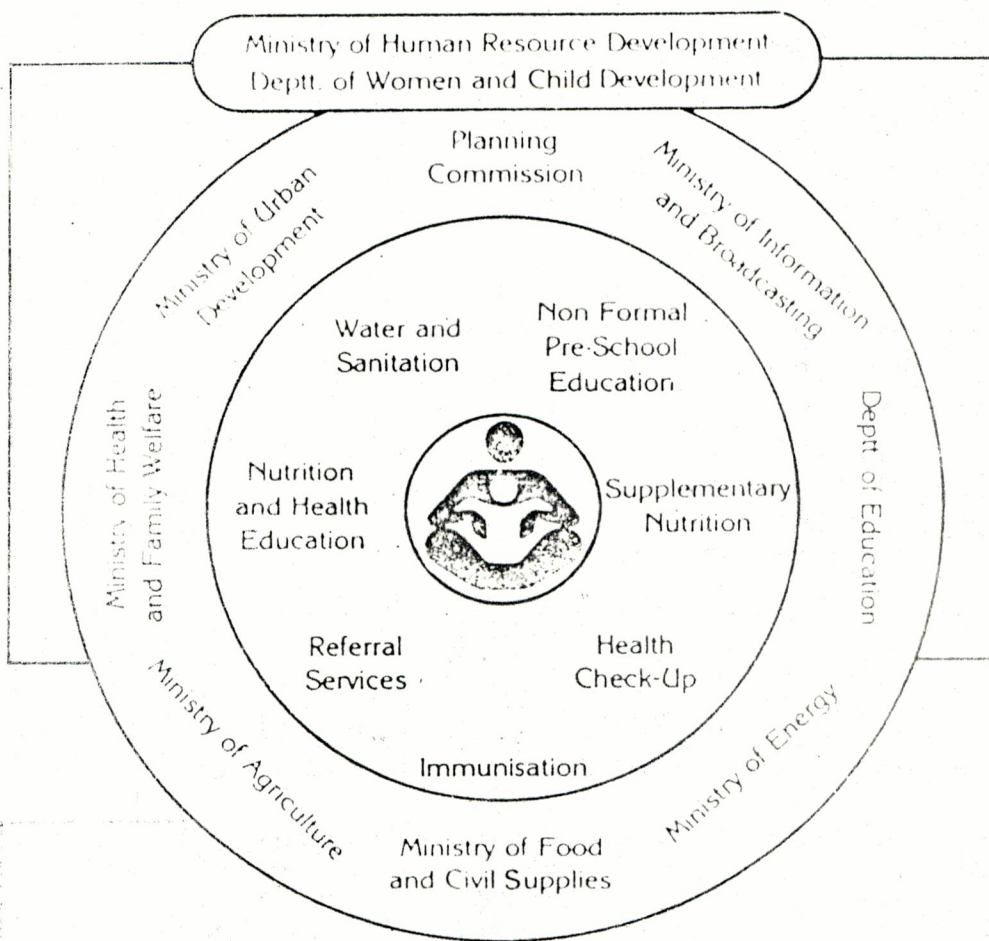 Ministry of Human Resource Development
Deptt. of Women and Child Development
Planning
Commission
Ministry of Information
and Broadcasting
Deptt of Education
Ministry of Energy
Ministry of Food
and Civil Supplies
Ministry of Agriculture
Ministry of Health
and Family Welfare
Ministry of Urban
Development
Water and
Sanitation
Non Formal
Pre-School
Education
Supplementary
Nutrition
Health
Check-Up
Immunisation
Referral
Services
Nutrition
and Health
Education